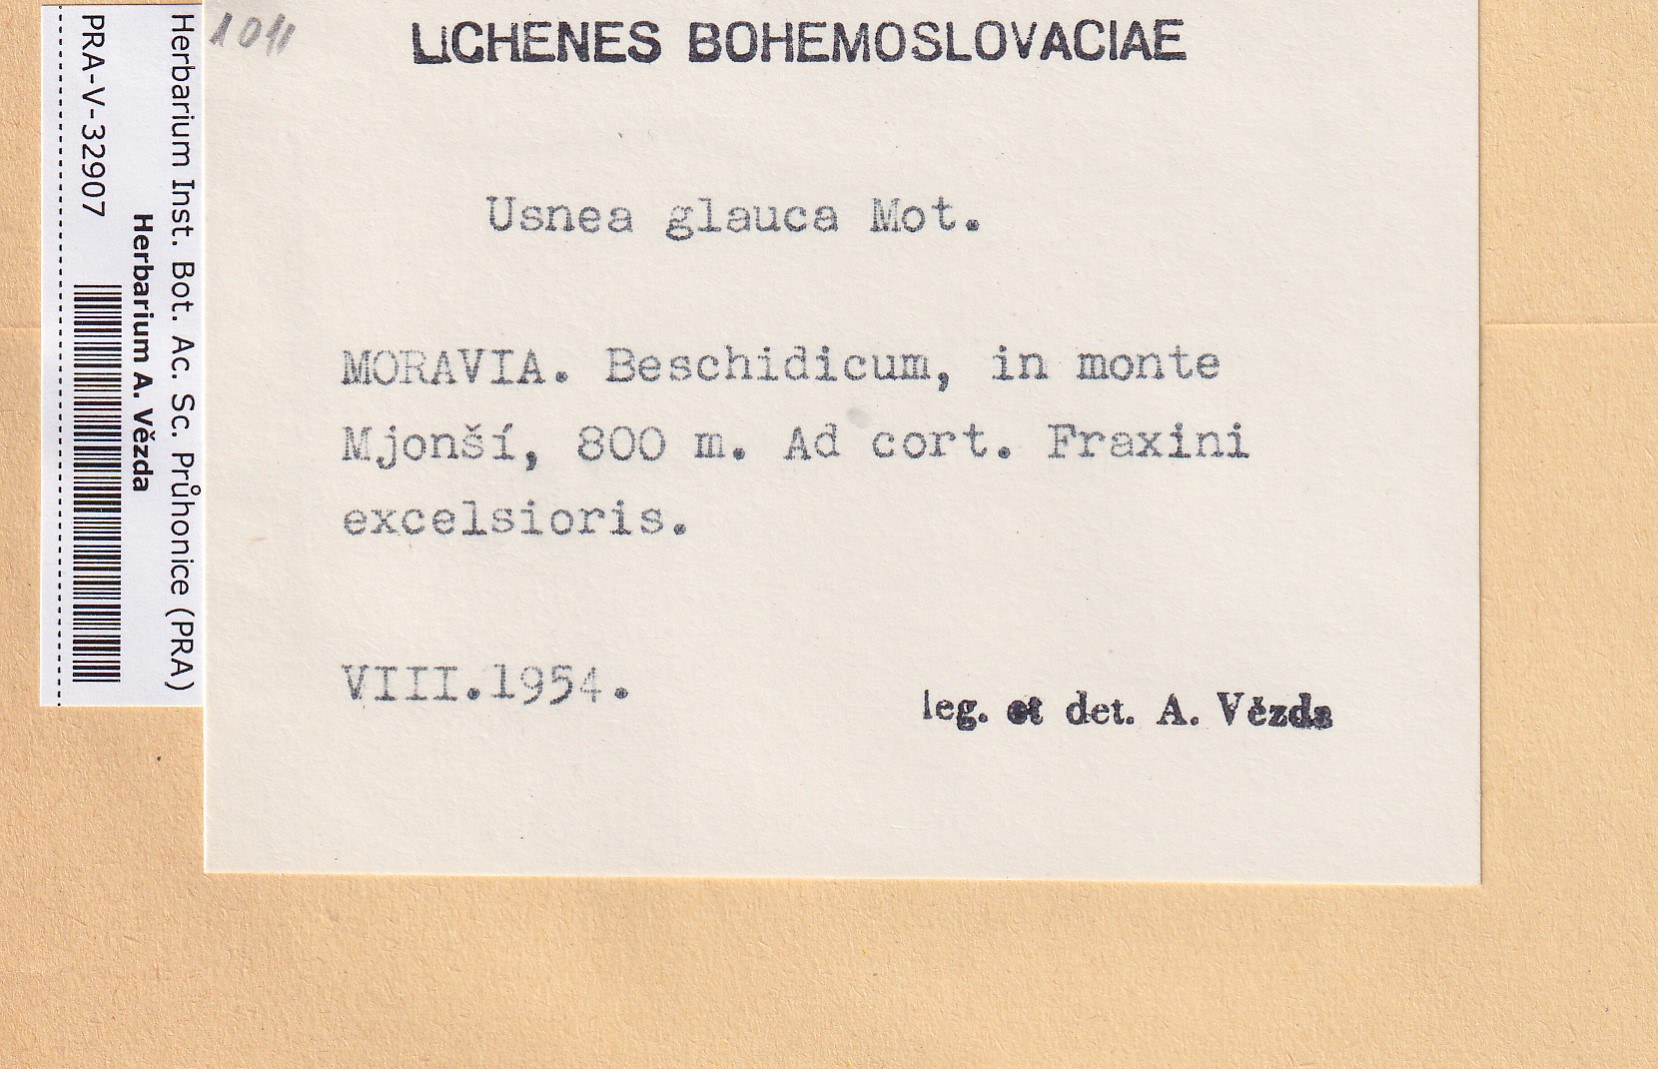 Herbarium Inst. Bot. Ac. Sc. Průhonice (PRA)
Herbarium A. Vězda
PRA-V-32907
LICHENES BOHEMOSLOVACIAE
Usnea glauca Mot.
MORAVIA. Beschidicum, in monte
Mjonší, 800 m. Ad cort. Fraxini
excelsioris.
VIII.1954.
leg. et det. A. Vězda